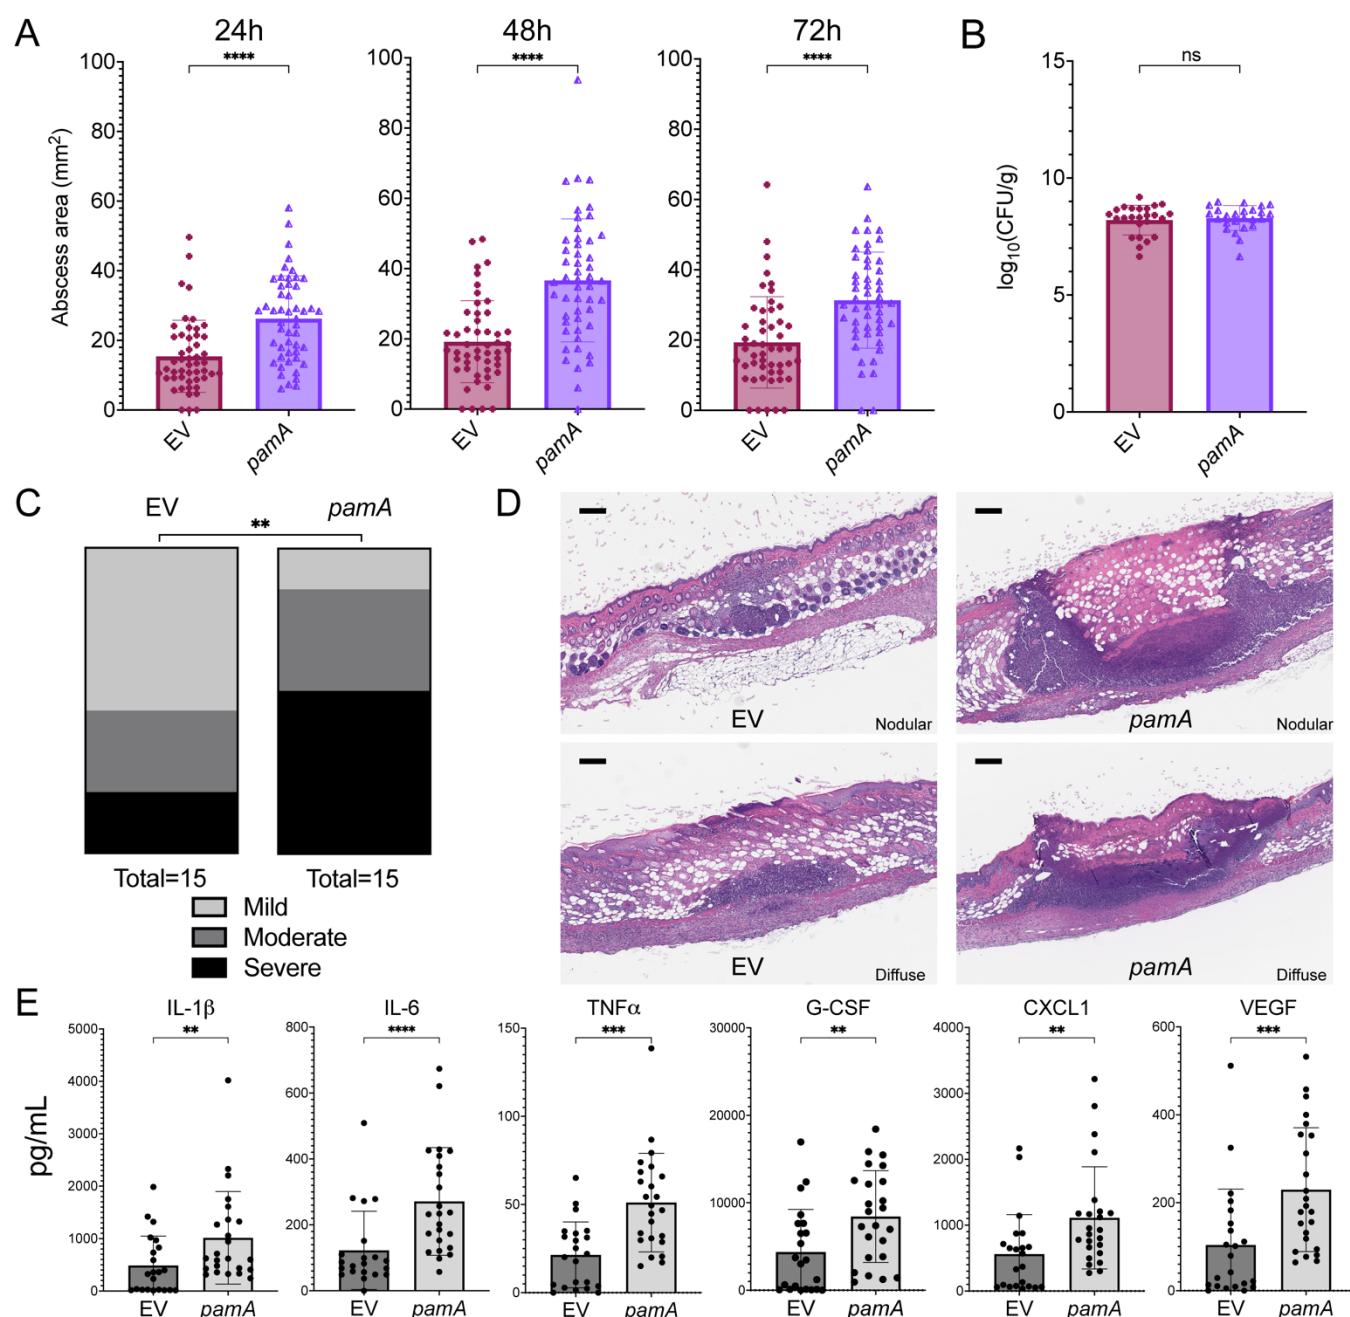 A
24h
48h
72h
B
****
****
****
ns
Abscess area (mm²)
100
80
60
40
20
0
100
80
60
40
20
0
100
80
60
40
20
0
log₁₀(CFU/g)
15
10
5
0
EV
pamA
EV
pamA
EV
pamA
EV
pamA
C
EV
pamA
**
Total=15
Total=15
Mild
Moderate
Severe
D
EV
Nodular
pamA
Nodular
EV
Diffuse
pamA
Diffuse
E
pg/mL
IL-1β
**
5000
4000
3000
2000
1000
0
EV
pamA
IL-6
****
800
600
400
200
0
EV
pamA
TNFα
***
150
100
50
0
EV
pamA
G-CSF
**
30000
20000
10000
0
EV
pamA
CXCL1
**
4000
3000
2000
1000
0
EV
pamA
VEGF
***
600
400
200
0
EV
pamA